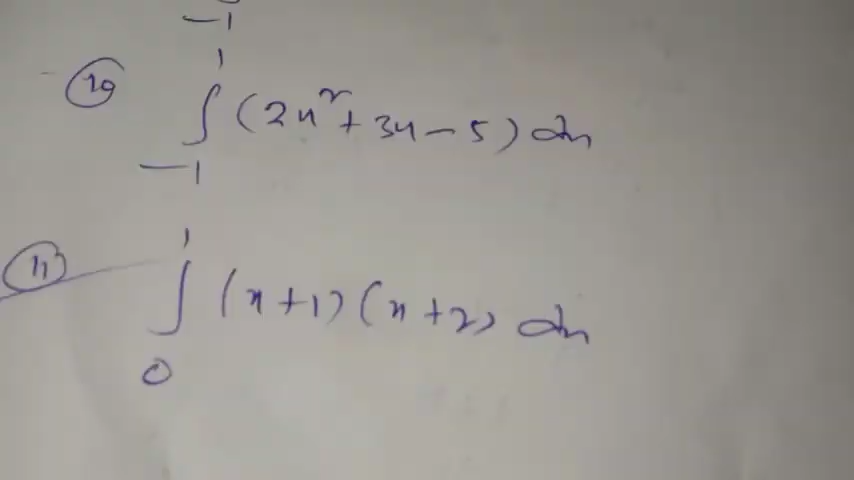 -1
10 ∫_{-1}^{1} (2x² + 3x - 5) dx
11 ∫_{0}^{1} (x+1)(x+2) dx